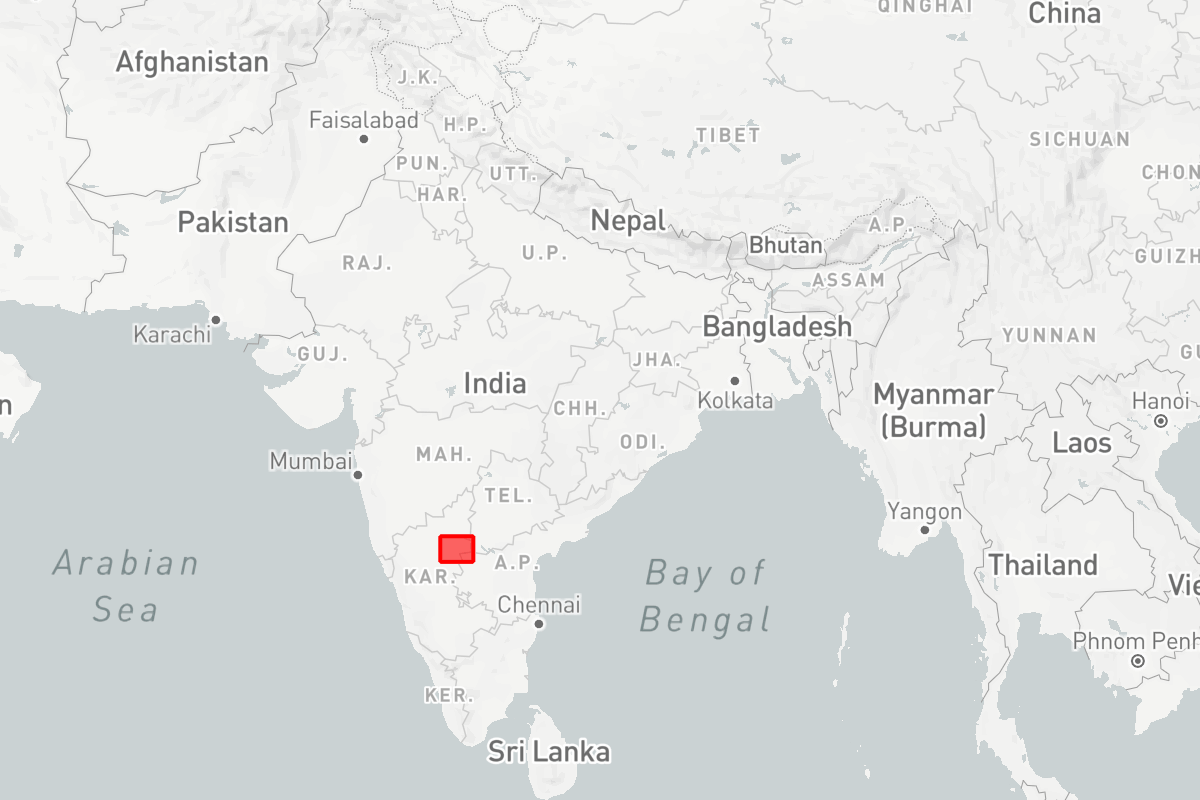 QINGHAI
China
Afghanistan
J.K.
Faisalabad
H.P.
TIBET
SICHUAN
PUN.
UTT.
CHON
HAR.
Pakistan
Nepal
A.P.
Bhutan
U.P.
RAJ.
ASSAM
GUIZH
Karachi
Bangladesh
YUNNAN
GUJ.
JHA.
GU
India
Kolkata
Myanmar
(Burma)
Hanoi
n
CHH.
ODI.
Laos
MAH.
Mumbai
TEL.
Yangon
Arabian
Sea
KAR.
A.P.
Bay of
Bengal
Thailand
Vie
Chennai
Phnom Penh
KER.
Sri Lanka